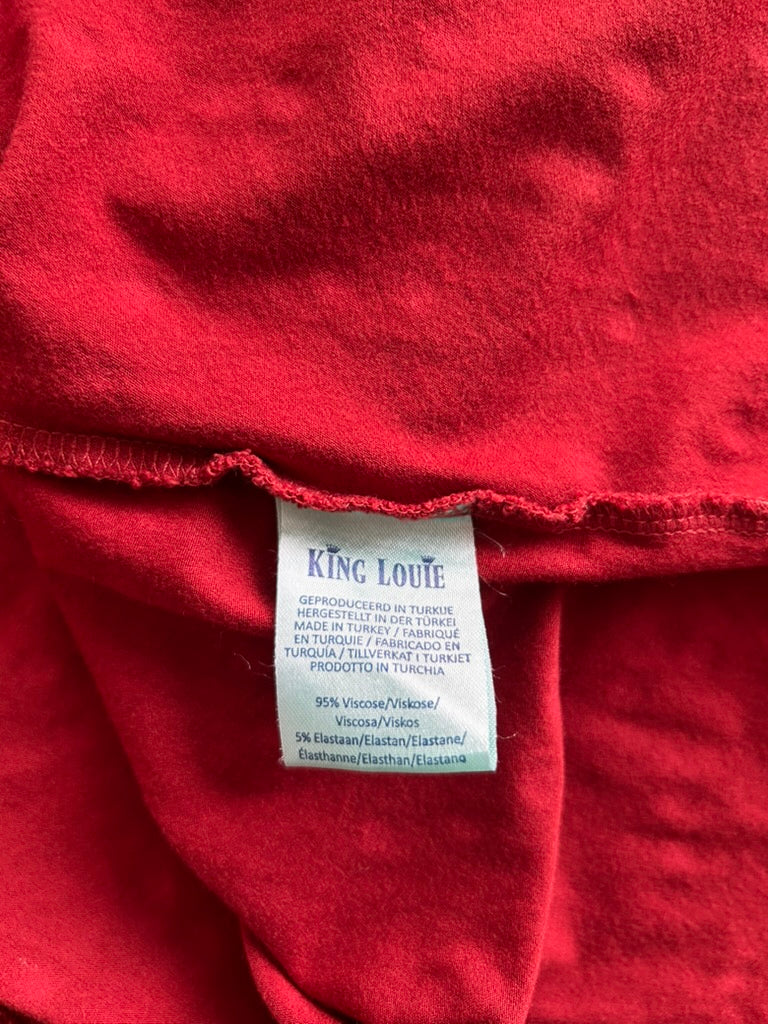 KING LOUIE
GEPRODUCEERD IN TURKIJE
HERGESTELLT IN DER TÜRKEI
MADE IN TURKEY / FABRIQUÉ
EN TURQUIE / FABRICADO EN
TURQUÍA / TILLVERKAT I TURKIET
PRODOTTO IN TURCHIA
95% Viscose/Viskose/
Viscosa/Viskos
5% Elastaan/Elastan/Elastane/
Élasthanne/Elasthan/Elastano